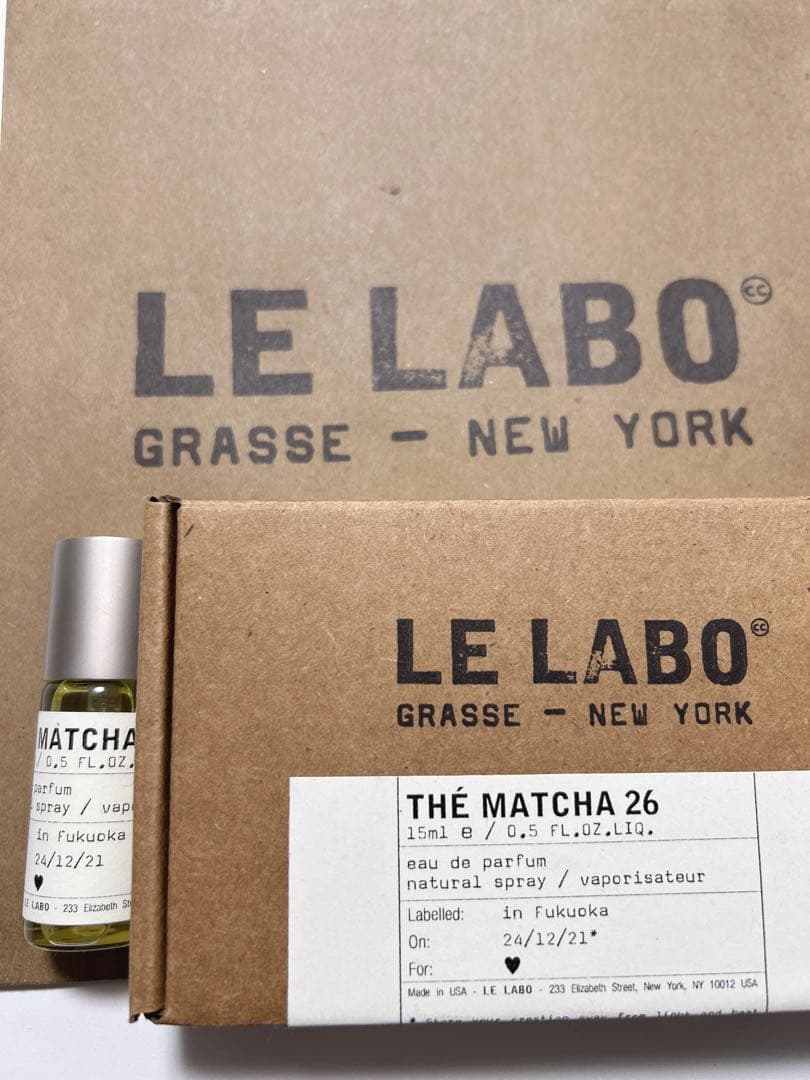 LE LABO
GRASSE — NEW YORK
LE LABO
GRASSE — NEW YORK
THÉ MATCHA 26
15ml e / 0.5 FL.OZ.LIQ.
eau de parfum
natural spray / vaporisateur
Labelled: in Fukuoka
On: 24/12/21*
For: ♥
Made in USA - LE LABO - 233 Elizabeth Street, New York, NY 10012 USA
MATCHA
/ 0.5 FL.OZ.
parfum
spray / vapo
in Fukuoka
24/12/21
♥
LE LABO - 233 Elizabeth Str